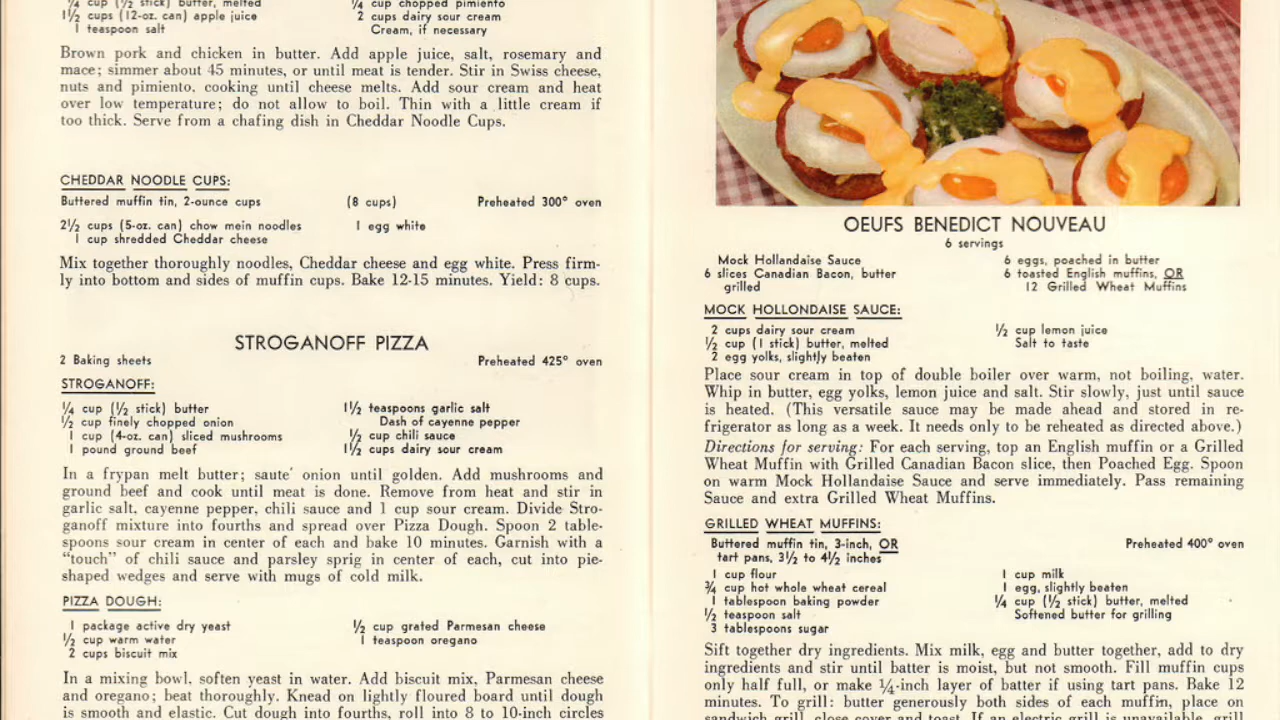 ¼ cup (½ stick) butter, melted
1½ cups (12-oz. can) apple juice
1 teaspoon salt
¼ cup chopped pimiento
2 cups dairy sour cream
Cream, if necessary
Brown pork and chicken in butter. Add apple juice, salt, rosemary and
mace; simmer about 45 minutes, or until meat is tender. Stir in Swiss cheese,
nuts and pimiento, cooking until cheese melts. Add sour cream and heat
over low temperature; do not allow to boil. Thin with a little cream if
too thick. Serve from a chafing dish in Cheddar Noodle Cups.
CHEDDAR NOODLE CUPS:
Buttered muffin tin, 2-ounce cups (8 cups) Preheated 300° oven
2½ cups (5-oz. can) chow mein noodles
1 cup shredded Cheddar cheese
1 egg white
Mix together thoroughly noodles, Cheddar cheese and egg white. Press firm-
ly into bottom and sides of muffin cups. Bake 12-15 minutes. Yield: 8 cups.
STROGANOFF PIZZA
2 Baking sheets Preheated 425° oven
STROGANOFF:
¼ cup (½ stick) butter
½ cup finely chopped onion
1 cup (4-oz. can) sliced mushrooms
1 pound ground beef
1½ teaspoons garlic salt
Dash of cayenne pepper
½ cup chili sauce
1½ cups dairy sour cream
In a frypan melt butter; saute' onion until golden. Add mushrooms and
ground beef and cook until meat is done. Remove from heat and stir in
garlic salt, cayenne pepper, chili sauce and 1 cup sour cream. Divide Stro-
ganoff mixture into fourths and spread over Pizza Dough. Spoon 2 table-
spoons sour cream in center of each and bake 10 minutes. Garnish with a
"touch" of chili sauce and parsley sprig in center of each, cut into pie-
shaped wedges and serve with mugs of cold milk.
PIZZA DOUGH:
1 package active dry yeast
½ cup warm water
2 cups biscuit mix
½ cup grated Parmesan cheese
1 teaspoon oregano
In a mixing bowl, soften yeast in water. Add biscuit mix, Parmesan cheese
and oregano; beat thoroughly. Knead on lightly floured board until dough
is smooth and elastic. Cut dough into fourths, roll into 8 to 10-inch circles
OEUFS BENEDICT NOUVEAU
6 servings
Mock Hollandaise Sauce
6 slices Canadian Bacon, butter
grilled
6 eggs, poached in butter
6 toasted English muffins, OR
12 Grilled Wheat Muffins
MOCK HOLLONDAISE SAUCE:
2 cups dairy sour cream
½ cup (1 stick) butter, melted
2 egg yolks, slightly beaten
½ cup lemon juice
Salt to taste
Place sour cream in top of double boiler over warm, not boiling, water.
Whip in butter, egg yolks, lemon juice and salt. Stir slowly, just until sauce
is heated. (This versatile sauce may be made ahead and stored in re-
frigerator as long as a week. It needs only to be reheated as directed above.)
Directions for serving: For each serving, top an English muffin or a Grilled
Wheat Muffin with Grilled Canadian Bacon slice, then Poached Egg. Spoon
on warm Mock Hollandaise Sauce and serve immediately. Pass remaining
Sauce and extra Grilled Wheat Muffins.
GRILLED WHEAT MUFFINS:
Buttered muffin tin, 3-inch, OR
tart pans, 3½ to 4½ inches
Preheated 400° oven
1 cup flour
¾ cup hot whole wheat cereal
1 tablespoon baking powder
½ teaspoon salt
3 tablespoons sugar
1 cup milk
1 egg, slightly beaten
¼ cup (½ stick) butter, melted
Softened butter for grilling
Sift together dry ingredients. Mix milk, egg and butter together, add to dry
ingredients and stir until batter is moist, but not smooth. Fill muffin cups
only half full, or make ¼-inch layer of batter if using tart pans. Bake 12
minutes. To grill: butter generously both sides of each muffin, place on
sandwich grill, close cover and toast. If an electric grill is unavailable, grill